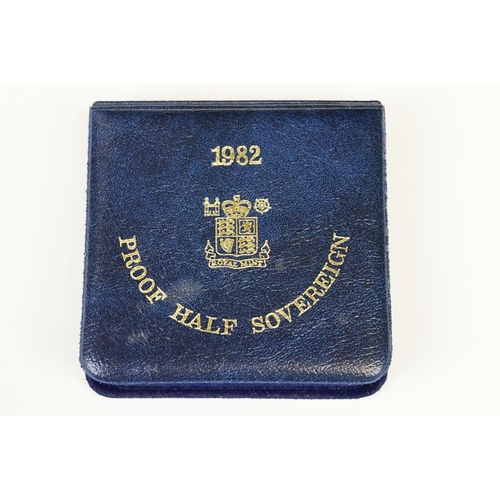 1982
ROYAL MINT
PROOF HALF SOVEREIGN